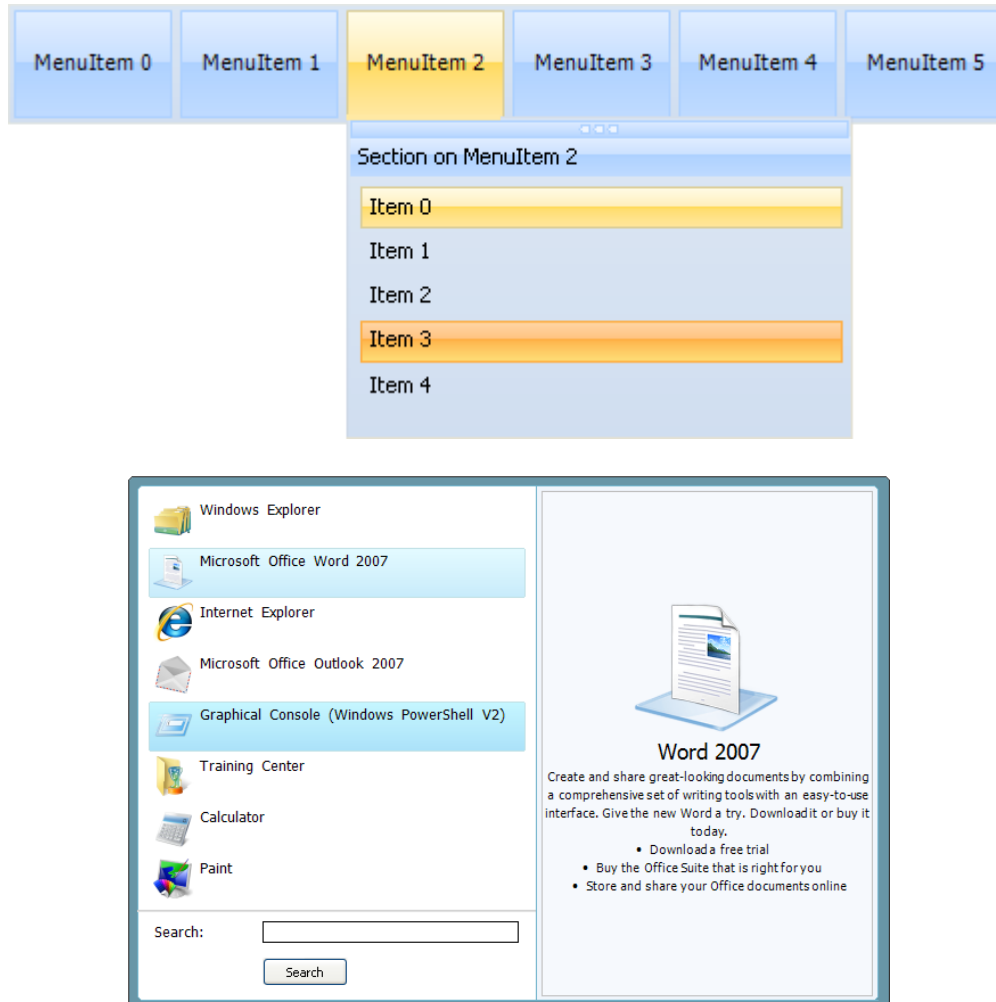 MenuItem 0 MenuItem 1 MenuItem 2 MenuItem 3 MenuItem 4 MenuItem 5
Section on MenuItem 2
Item 0
Item 1
Item 2
Item 3
Item 4
Windows Explorer
Microsoft Office Word 2007
Internet Explorer
Microsoft Office Outlook 2007
Graphical Console (Windows PowerShell V2)
Training Center
Calculator
Paint
Search:
Search
Word 2007
Create and share great-looking documents by combining
a comprehensive set of writing tools with an easy-to-use
interface. Give the new Word a try. Download it or buy it
today.
• Download a free trial
• Buy the Office Suite that is right for you
• Store and share your Office documents online